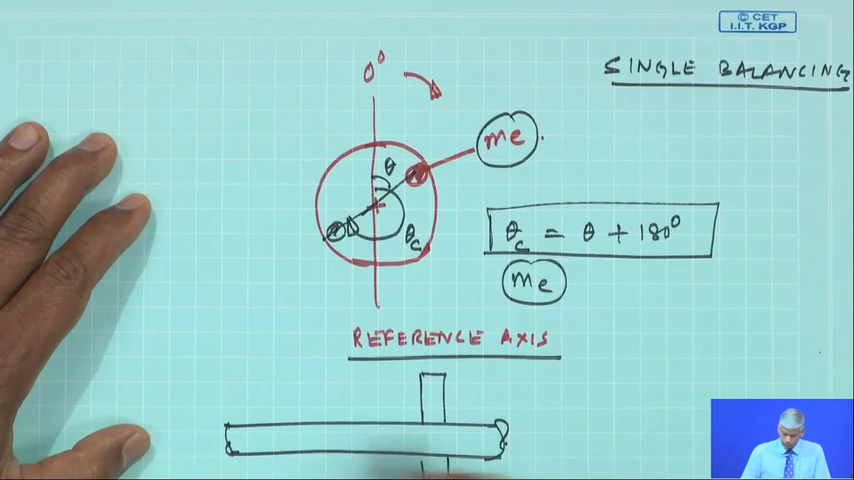 © CET
I.I.T. KGP
SINGLE BALANCING
0°
me
θ
θc
θc = θ + 180°
me
REFERENCE AXIS